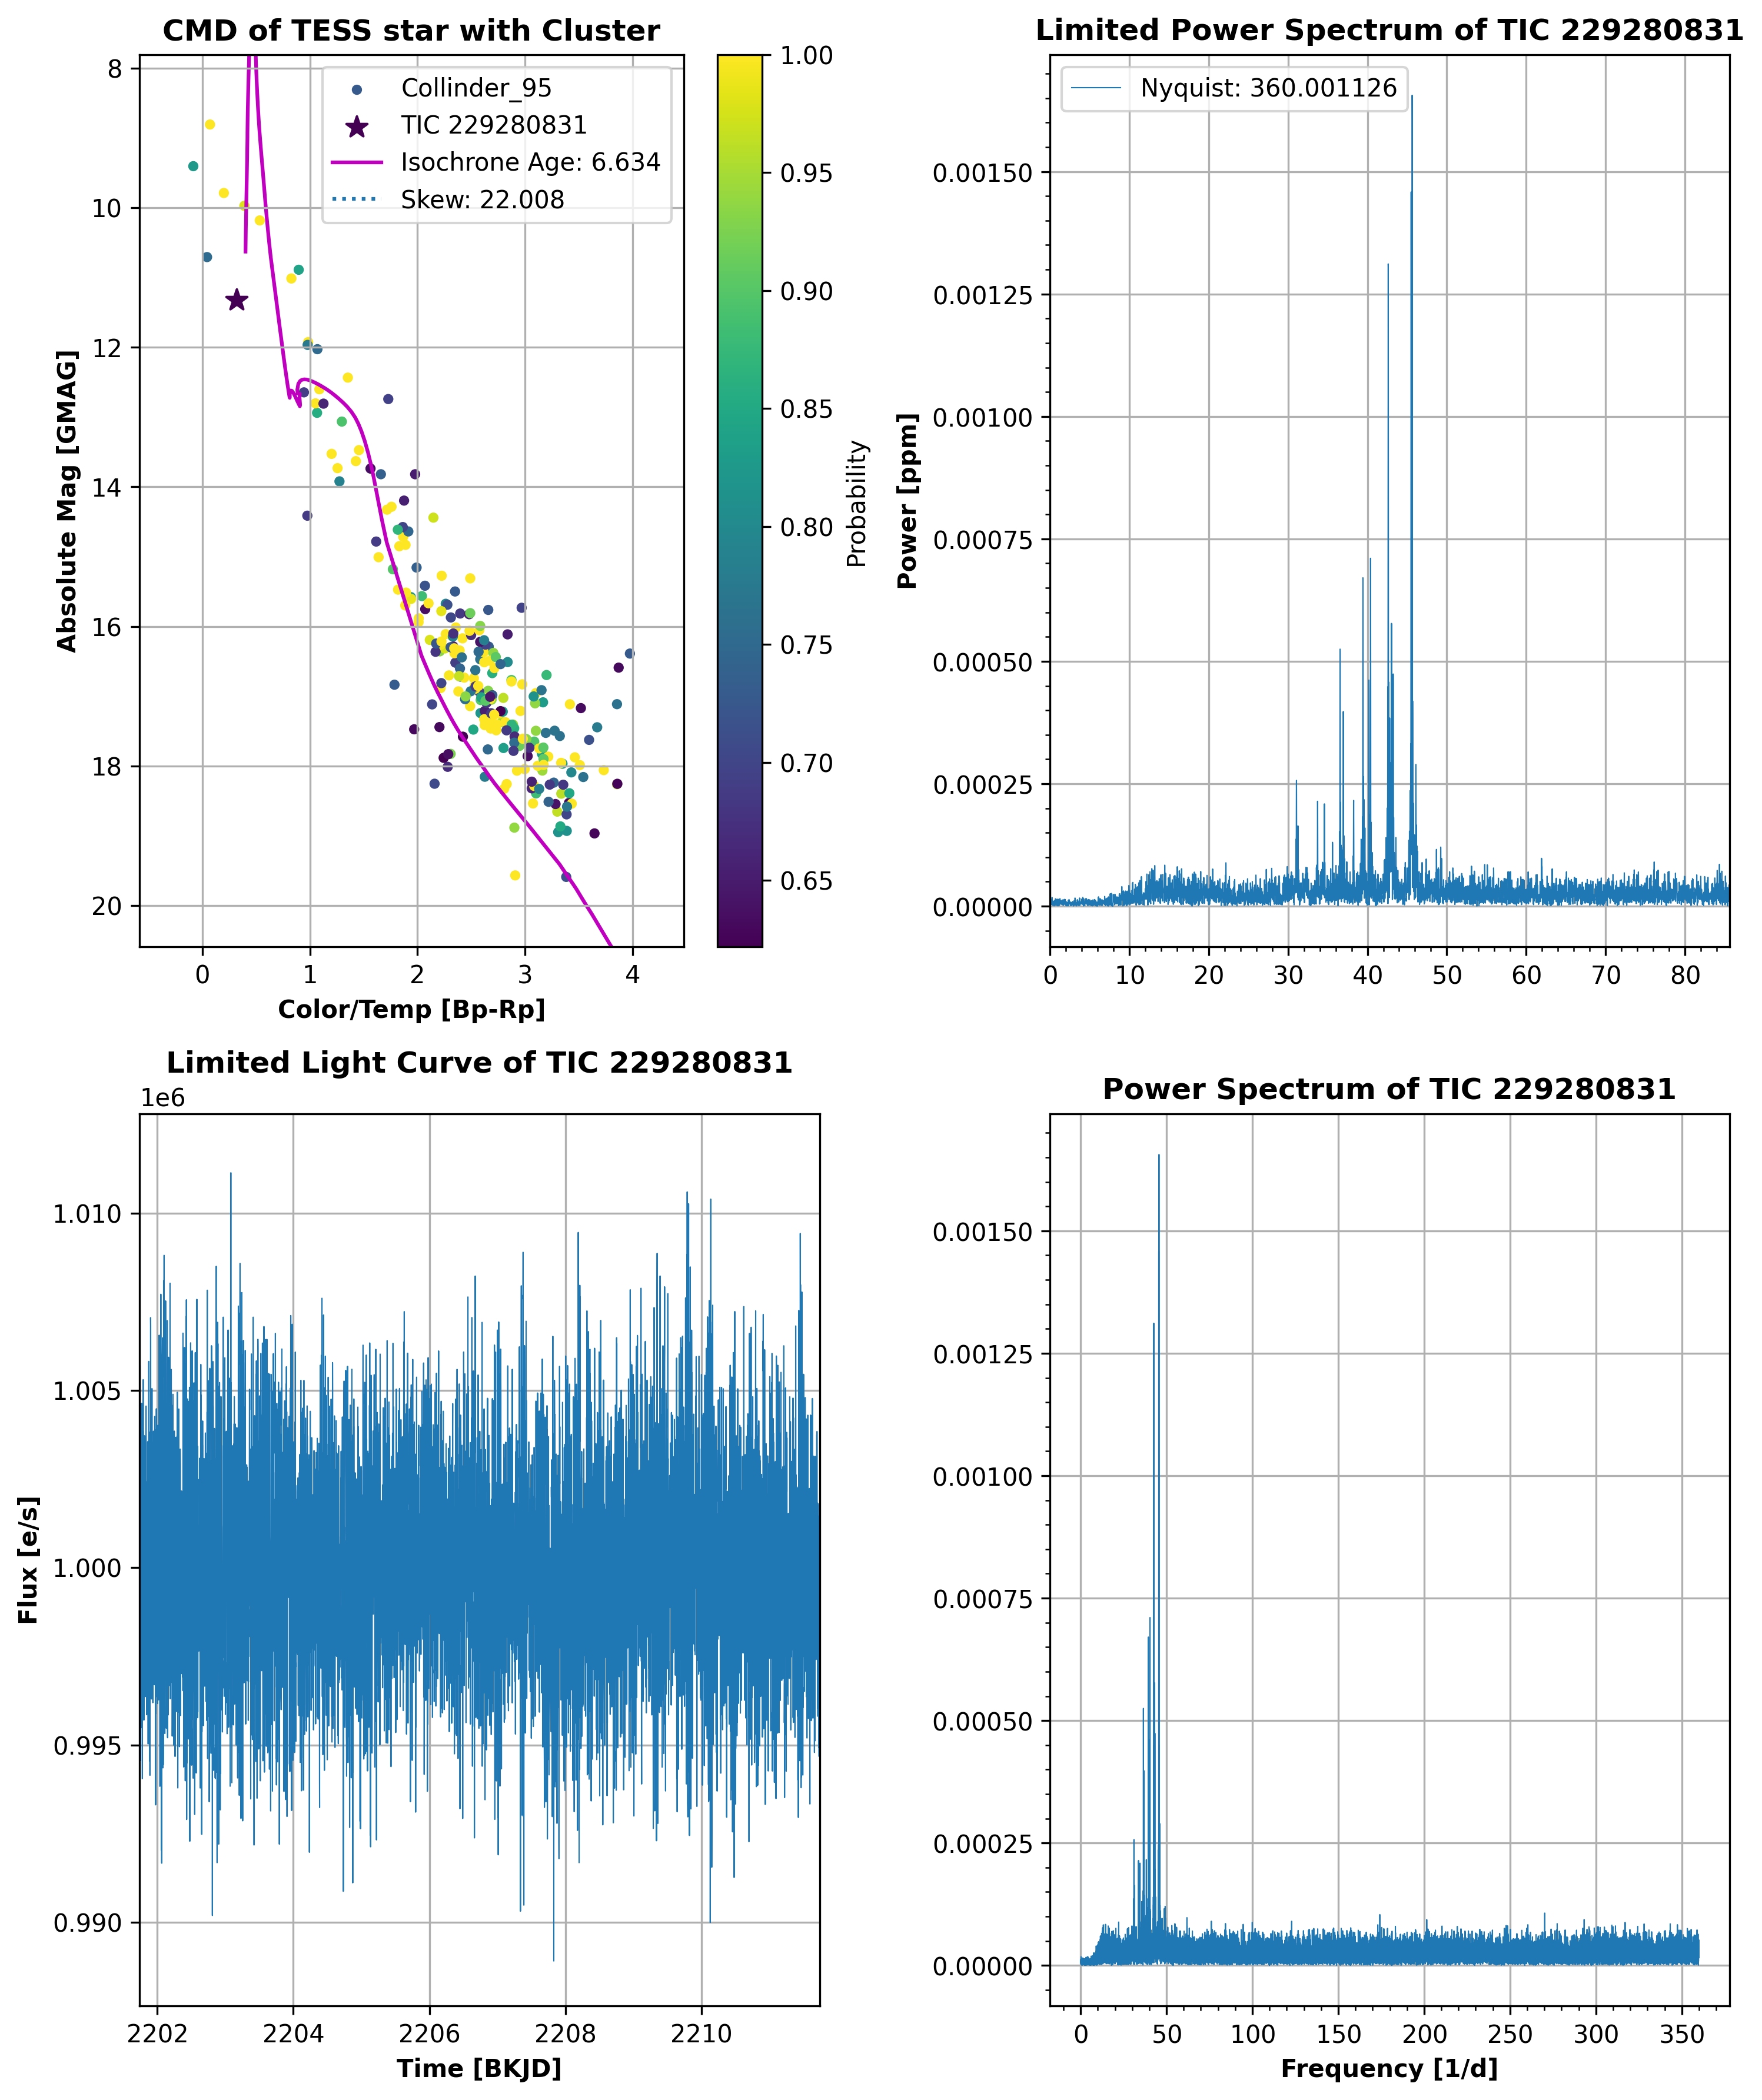 CMD of TESS star with Cluster
Collinder_95
TIC 229280831
Isochrone Age: 6.634
Skew: 22.008
8
10
12
14
16
18
20
Absolute Mag [GMAG]
0 1 2 3 4
Color/Temp [Bp-Rp]
1.00
0.95
0.90
0.85
0.80
0.75
0.70
0.65
Probability
Limited Power Spectrum of TIC 229280831
Nyquist: 360.001126
0.00150
0.00125
0.00100
0.00075
0.00050
0.00025
0.00000
Power [ppm]
0 10 20 30 40 50 60 70 80
Limited Light Curve of TIC 229280831
1e6
1.010
1.005
1.000
0.995
0.990
Flux [e/s]
2202 2204 2206 2208 2210
Time [BKJD]
Power Spectrum of TIC 229280831
0.00150
0.00125
0.00100
0.00075
0.00050
0.00025
0.00000
0 50 100 150 200 250 300 350
Frequency [1/d]